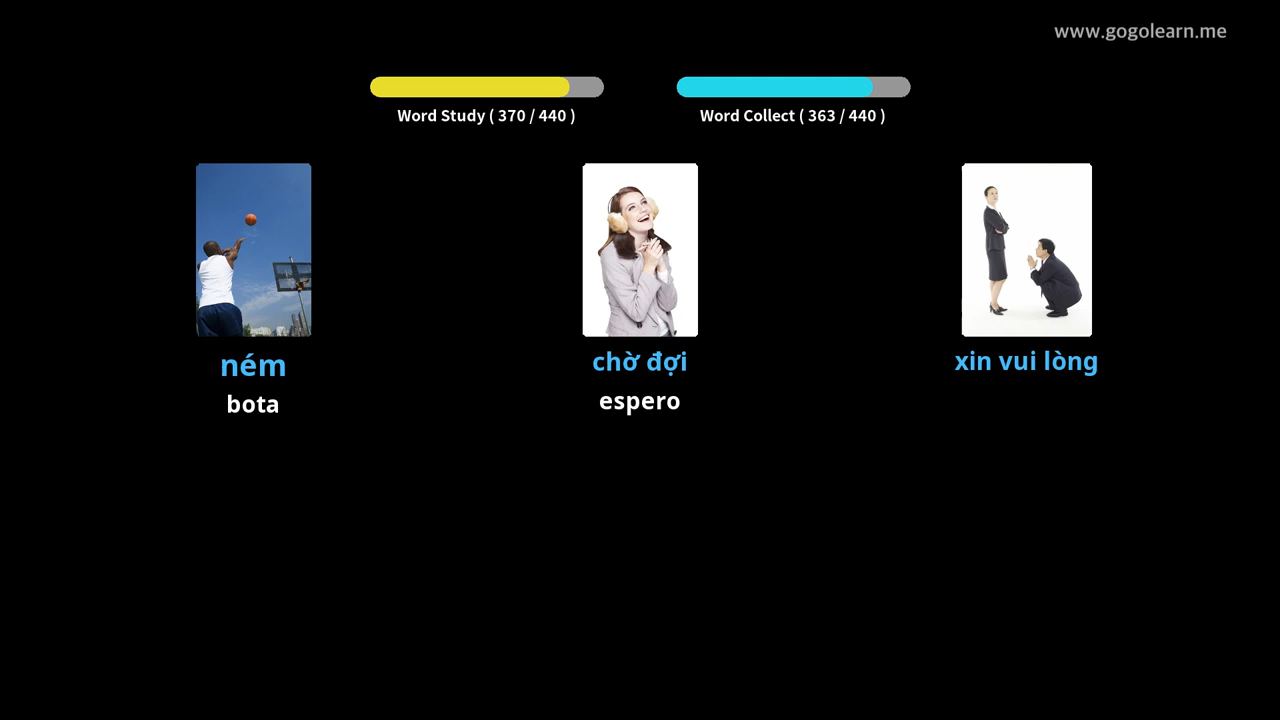 www.gogolearn.me
Word Study ( 370 / 440 )
Word Collect ( 363 / 440 )
ném
chờ đợi
xin vui lòng
bota
espero